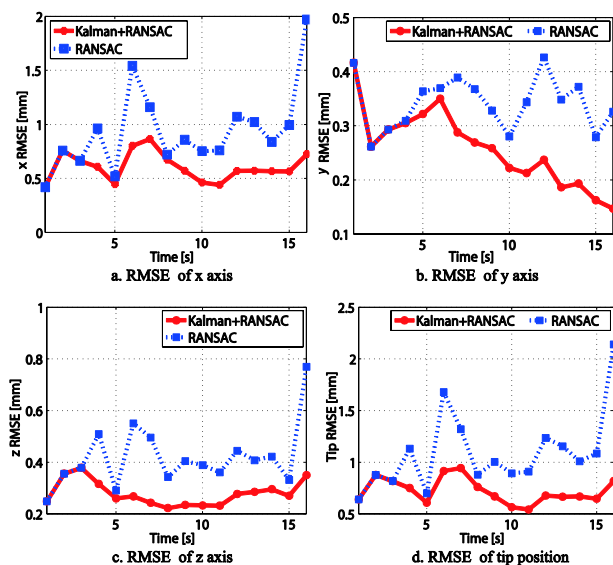 2
1.5
1
0.5
0
x RMSE [mm]
Kalman+RANSAC
RANSAC
5
10
15
Time [s]
a. RMSE of x axis
0.5
0.4
0.3
0.2
0.1
y RMSE [mm]
Kalman+RANSAC
RANSAC
5
10
15
Time [s]
b. RMSE of y axis
1
0.8
0.6
0.4
0.2
z RMSE [mm]
Kalman+RANSAC
RANSAC
5
10
15
Time [s]
c. RMSE of z axis
2.5
2
1.5
1
0.5
Tip RMSE [mm]
Kalman+RANSAC
RANSAC
5
10
15
Time [s]
d. RMSE of tip position